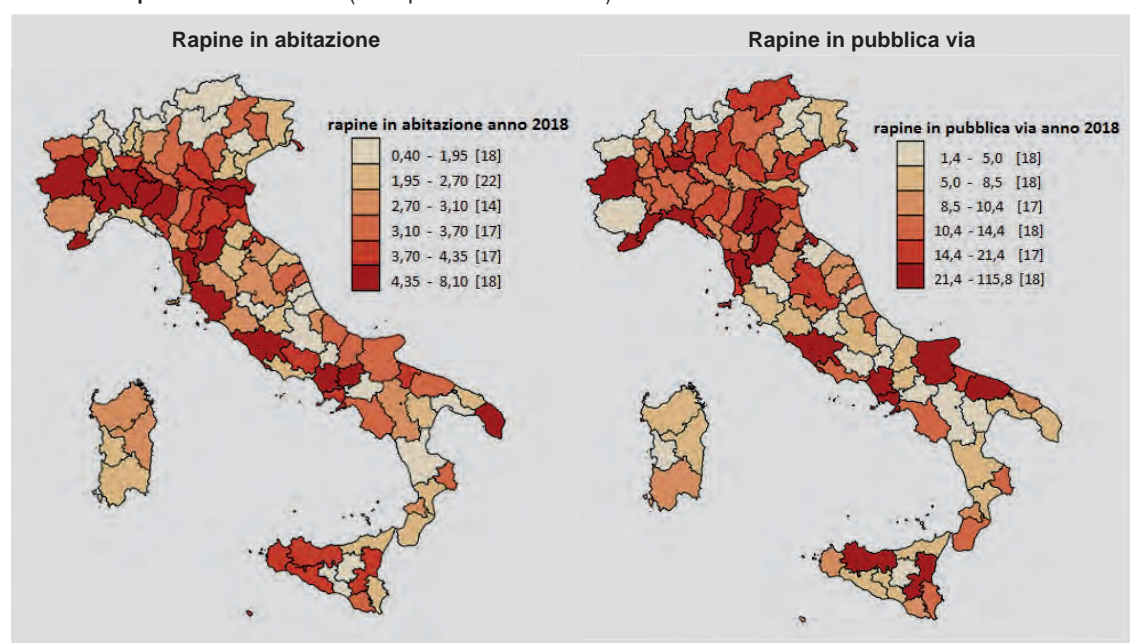 Rapine in abitazione
Rapine in pubblica via
rapine in abitazione anno 2018
0,40 - 1,95 [18]
1,95 - 2,70 [22]
2,70 - 3,10 [14]
3,10 - 3,70 [17]
3,70 - 4,35 [17]
4,35 - 8,10 [18]
rapine in pubblica via anno 2018
1,4 - 5,0 [18]
5,0 - 8,5 [18]
8,5 - 10,4 [17]
10,4 - 14,4 [18]
14,4 - 21,4 [17]
21,4 - 115,8 [18]